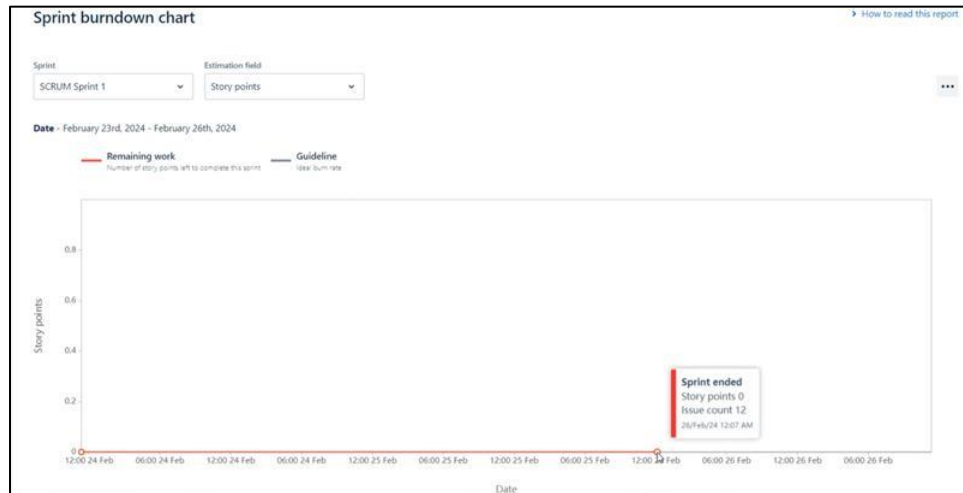 Sprint burndown chart
How to read this report
Sprint
Estimation field
SCRUM Sprint 1
Story points
Date - February 23rd, 2024 - February 26th, 2024
Remaining work
Number of story points left to complete this sprint
Guideline
Ideal burn rate
0.8
0.6
0.4
0.2
0
Story points
Sprint ended
Story points 0
Issue count 12
26/Feb/24 12:07 AM
12:00 24 Feb 06:00 24 Feb 12:00 24 Feb 06:00 24 Feb 12:00 25 Feb 06:00 25 Feb 12:00 25 Feb 06:00 25 Feb 12:00 Feb 06:00 26 Feb 12:00 26 Feb 06:00 26 Feb
Date